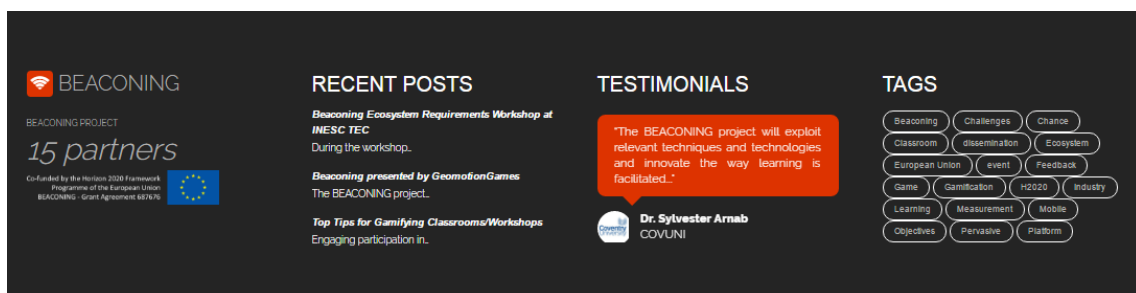 BEACONING
BEACONING PROJECT
15 partners
Co-funded by the Horizon 2020 Framework
Programme of the European Union
BEACONING - Grant Agreement 687676
RECENT POSTS
Beaconing Ecosystem Requirements Workshop at
INESC TEC
During the workshop...
Beaconing presented by GeomotionGames
The BEACONING project...
Top Tips for Gamifying Classrooms/Workshops
Engaging participation in...
TESTIMONIALS
"The BEACONING project will exploit
relevant techniques and technologies
and innovate the way learning is
facilitated..."
Coventry
University
Dr. Sylvester Arnab
COVUNI
TAGS
Beaconing Challenges Chance
Classroom dissemination Ecosystem
European Union event Feedback
Game Gamification H2020 Industry
Learning Measurement Mobile
Objectives Pervasive Platform